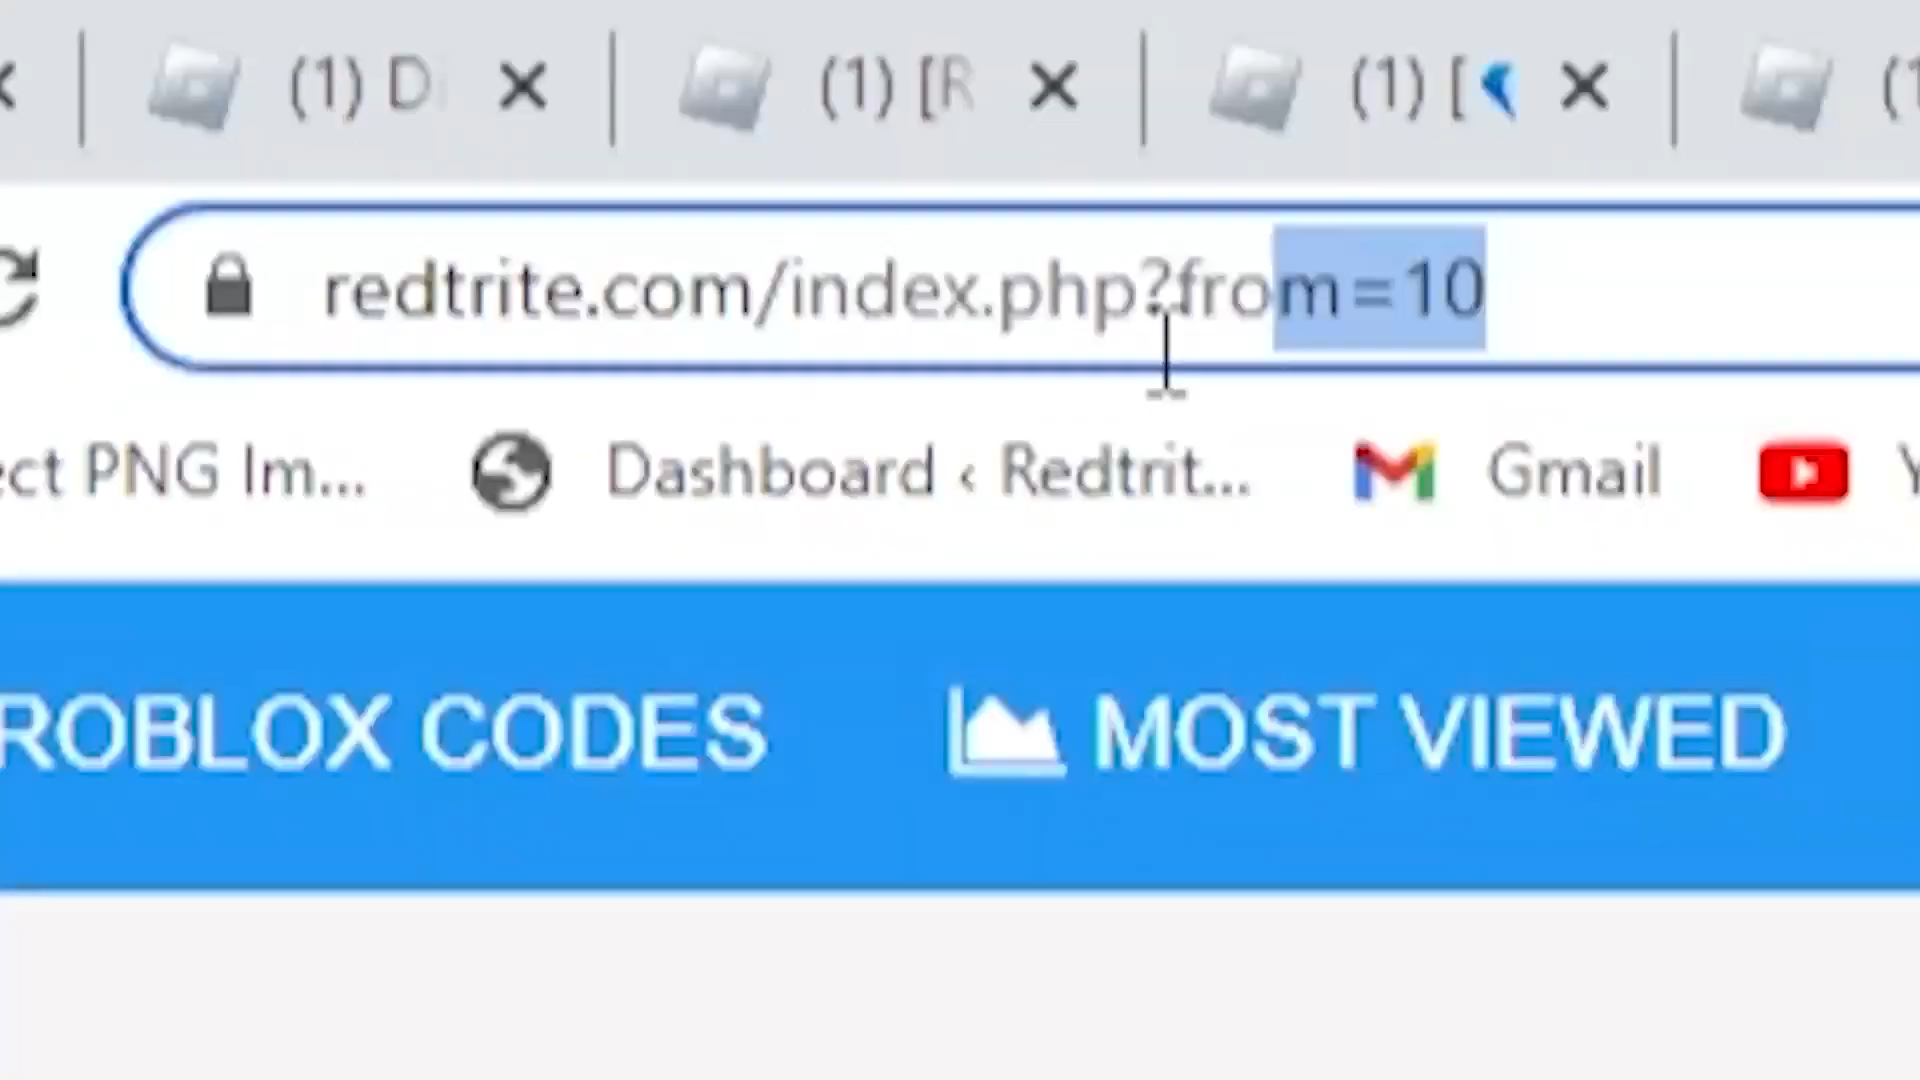 (1) D (1) [R (1) [ (1
redtrite.com/index.php?from=10
ect PNG Im... Dashboard ‹ Redtrit... Gmail Y
ROBLOX CODES MOST VIEWED